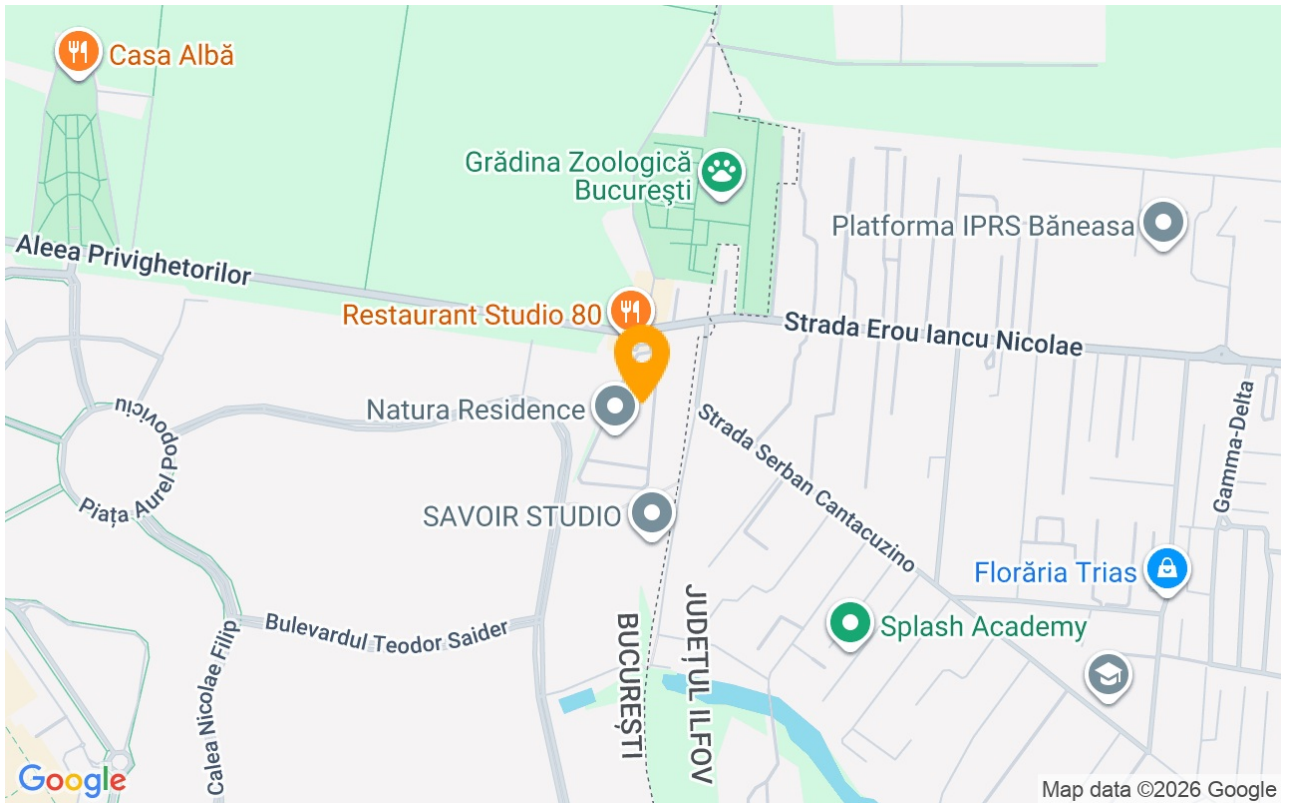 Casa Albă
Grădina Zoologică
București
Platforma IPRS Băneasa
Aleea Privighetorilor
Restaurant Studio 80
Strada Erou Iancu Nicolae
Natura Residence
Piața Aurel Popoviciu
Strada Serban Cantacuzino
Gamma-Delta
SAVOIR STUDIO
Florăria Trias
Bulevardul Teodor Saider
Splash Academy
Calea Nicolae Filip
BUCUREȘTI
JUDEȚUL ILFOV
Google
Map data ©2026 Google